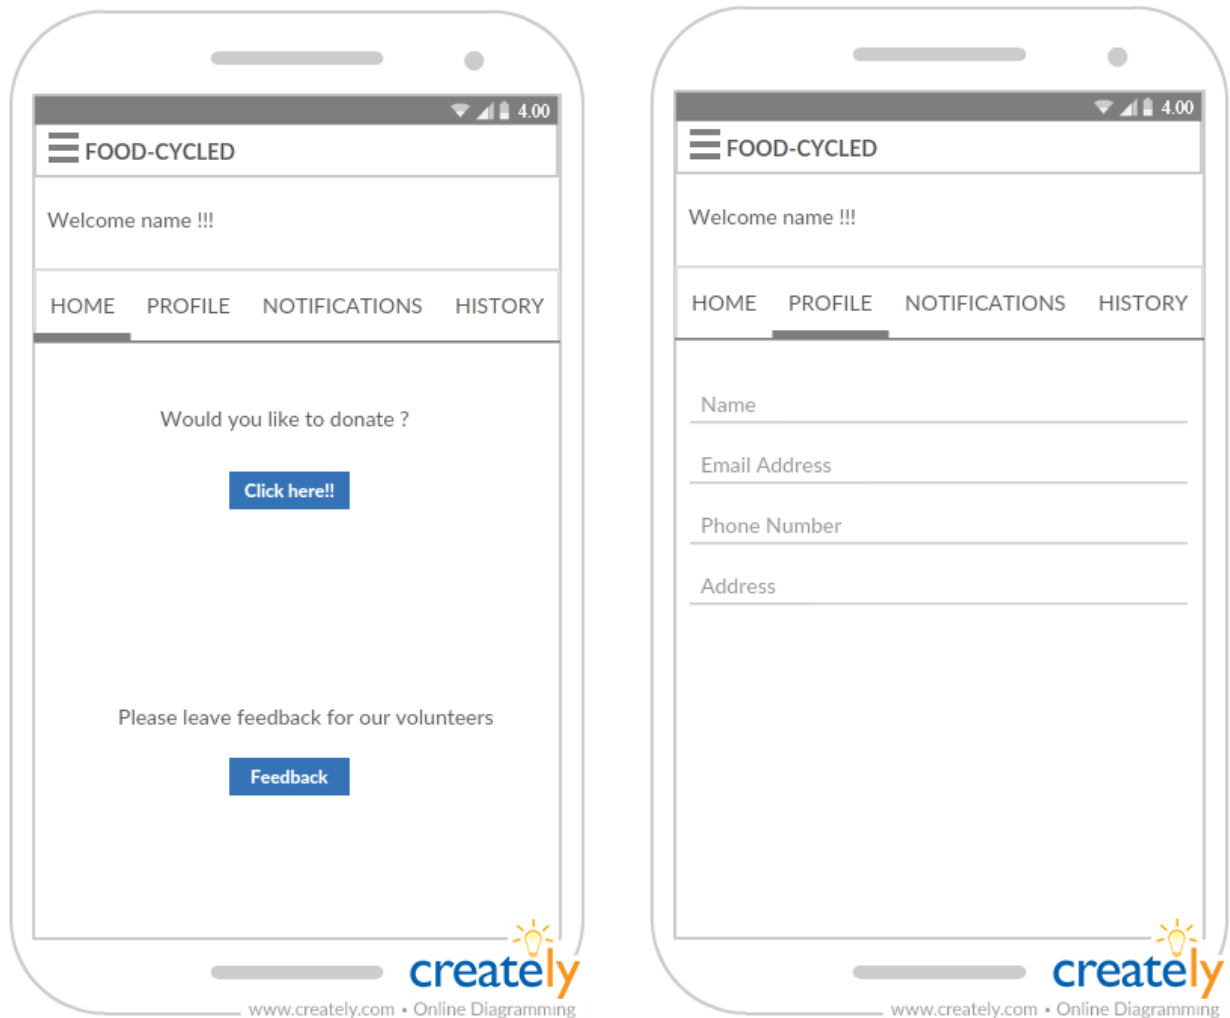 4.00
FOOD-CYCLED
Welcome name !!!
HOME PROFILE NOTIFICATIONS HISTORY
Would you like to donate ?
Click here!!
Please leave feedback for our volunteers
Feedback
creately
www.creately.com • Online Diagramming
4.00
FOOD-CYCLED
Welcome name !!!
HOME PROFILE NOTIFICATIONS HISTORY
Name
Email Address
Phone Number
Address
creately
www.creately.com • Online Diagramming